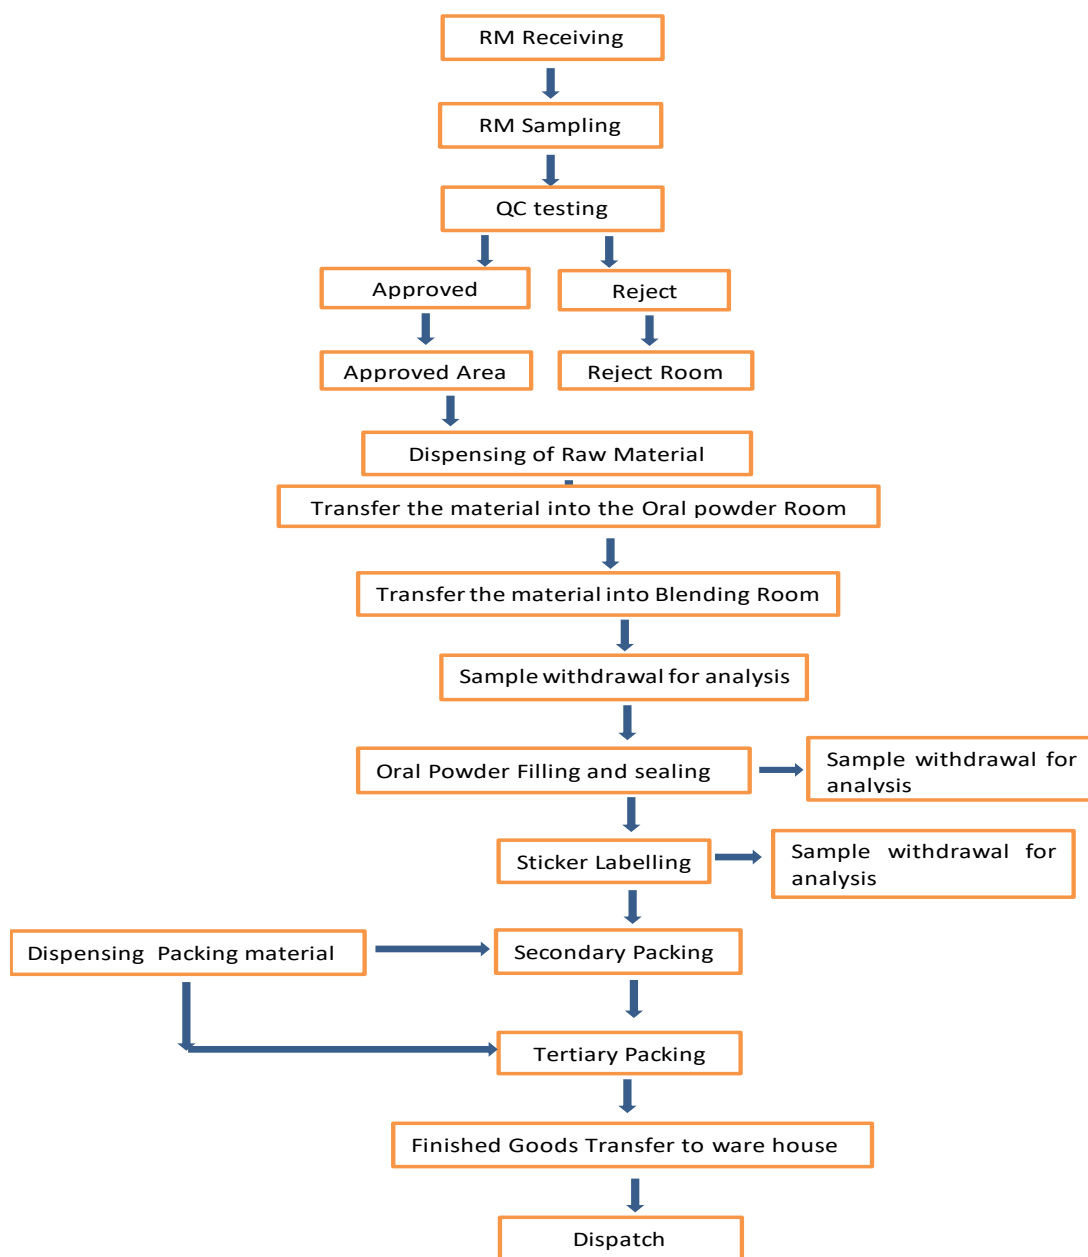 RM Receiving
RM Sampling
QC testing
Approved
Reject
Approved Area
Reject Room
Dispensing of Raw Material
Transfer the material into the Oral powder Room
Transfer the material into Blending Room
Sample withdrawal for analysis
Oral Powder Filling and sealing
Sample withdrawal for
analysis
Sticker Labelling
Sample withdrawal for
analysis
Dispensing Packing material
Secondary Packing
Tertiary Packing
Finished Goods Transfer to ware house
Dispatch